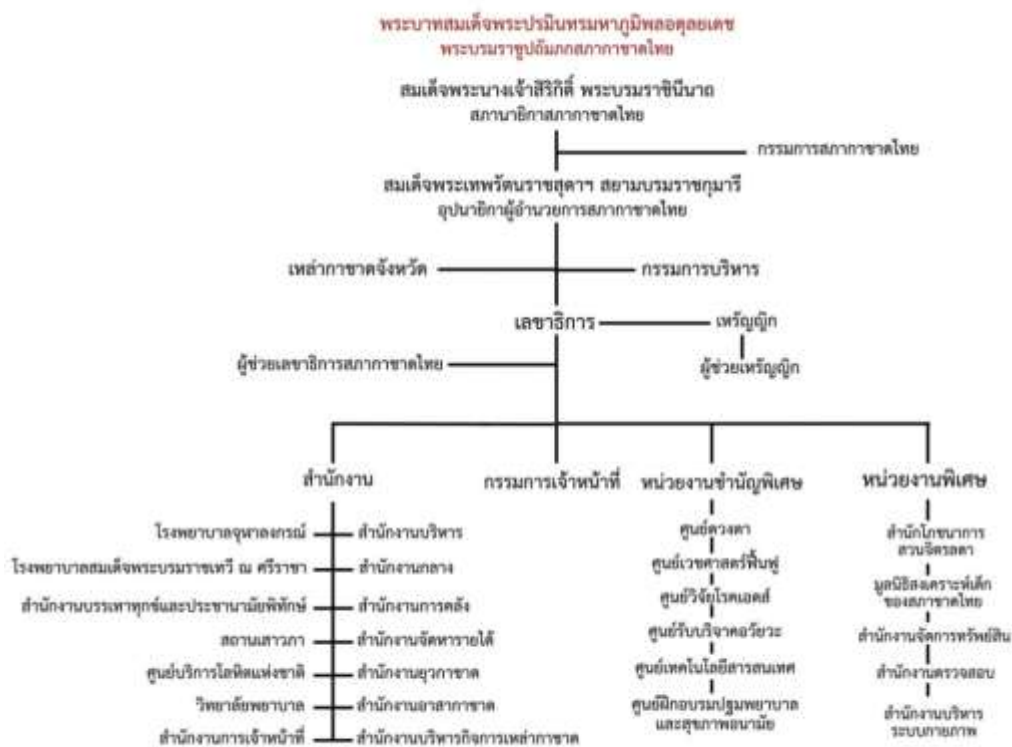 พระบาทสมเด็จพระปรมินทรมหาภูมิพลอดุลยเดช
พระบรมราชูปถัมภกสภากาชาดไทย
สมเด็จพระนางเจ้าสิริกิติ์ พระบรมราชินีนาถ
สภานายิกาสภากาชาดไทย
กรรมการสภากาชาดไทย
สมเด็จพระเทพรัตนราชสุดาฯ สยามบรมราชกุมารี
อุปนายิกาผู้อำนวยการสภากาชาดไทย
เหล่ากาชาดจังหวัด
กรรมการบริหาร
เลขาธิการ
เหรัญญิก
ผู้ช่วยเลขาธิการสภากาชาดไทย
ผู้ช่วยเหรัญญิก
สำนักงาน
โรงพยาบาลจุฬาลงกรณ์
สำนักงานบริหาร
โรงพยาบาลสมเด็จพระบรมราชเทวี ณ ศรีราชา
สำนักงานกลาง
สำนักงานบรรเทาทุกข์และประชานามัยพิทักษ์
สำนักงานการคลัง
สถานเสาวภา
สำนักงานจัดหารายได้
ศูนย์บริการโลหิตแห่งชาติ
สำนักงานยุวกาชาด
วิทยาลัยพยาบาล
สำนักงานอาสากาชาด
สำนักงานการเจ้าหน้าที่
สำนักงานบริหารกิจการเหล่ากาชาด
กรรมการเจ้าหน้าที่
หน่วยงานชำนัญพิเศษ
ศูนย์ดวงตา
ศูนย์เวชศาสตร์ฟื้นฟู
ศูนย์วิจัยโรคเอดส์
ศูนย์รับบริจาคอวัยวะ
ศูนย์เทคโนโลยีสารสนเทศ
ศูนย์ฝึกอบรมปฐมพยาบาล
และสุขภาพอนามัย
หน่วยงานพิเศษ
สำนักโภชนาการ
สวนจิตรลดา
มูลนิธิสงเคราะห์เด็ก
ของสภาชาดไทย
สำนักงานจัดการทรัพย์สิน
สำนักงานตรวจสอบ
สำนักงานบริหาร
ระบบกายภาพ